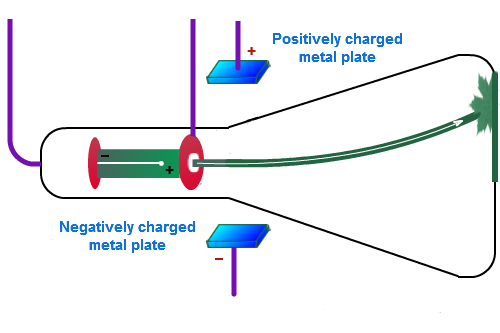 +
Positively charged
metal plate
−
+
Negatively charged
metal plate
−